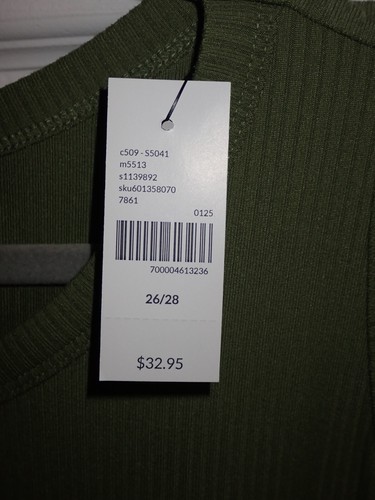 c509 - S5041
m5513
s1139892
sku601358070
7861
0125
700004613236
26/28
$32.95